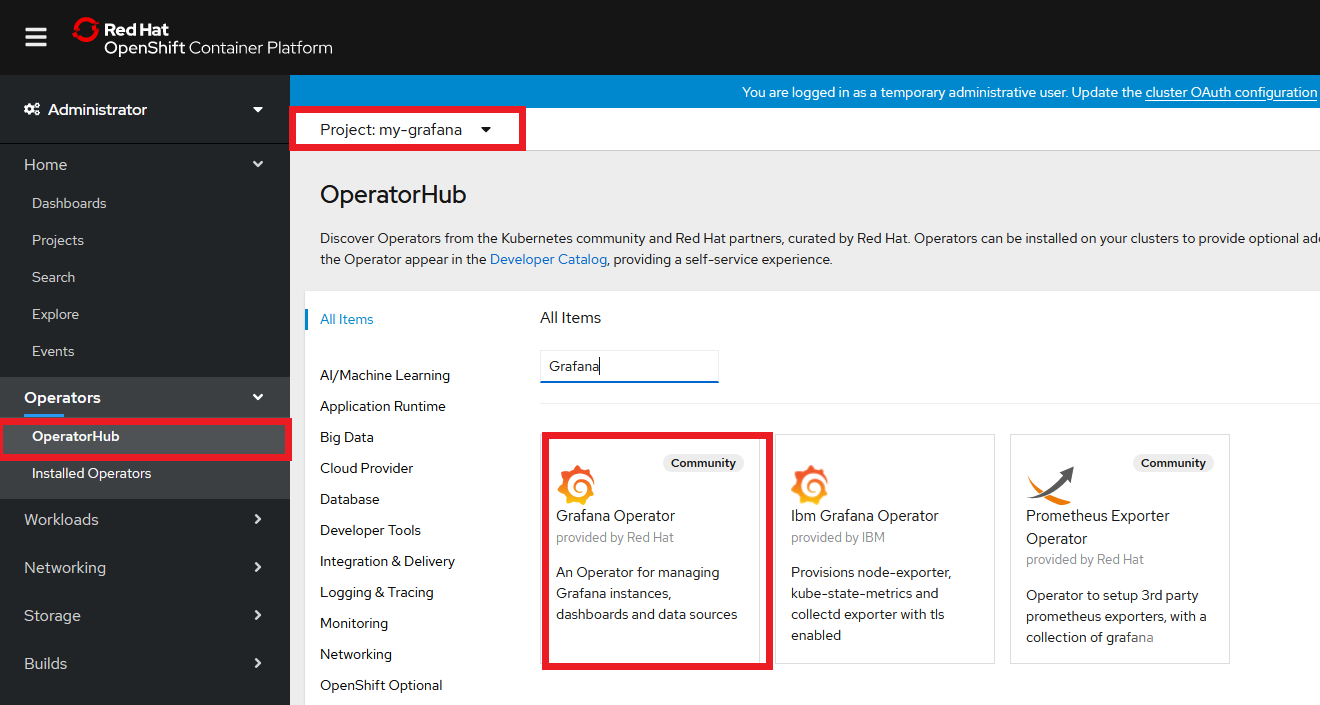 Red Hat
OpenShift Container Platform
You are logged in as a temporary administrative user. Update the cluster OAuth configuration
Administrator
Project: my-grafana
Home
Dashboards
Projects
Search
Explore
Events
Operators
OperatorHub
Installed Operators
Workloads
Networking
Storage
Builds
OperatorHub
Discover Operators from the Kubernetes community and Red Hat partners, curated by Red Hat. Operators can be installed on your clusters to provide optional
the Operator appear in the Developer Catalog, providing a self-service experience.
All Items
AI/Machine Learning
Application Runtime
Big Data
Cloud Provider
Database
Developer Tools
Integration & Delivery
Logging & Tracing
Monitoring
Networking
OpenShift Optional
All Items
Grafana
Community
Grafana Operator
provided by Red Hat
An Operator for managing
Grafana instances,
dashboards and data sources
Ibm Grafana Operator
provided by IBM
Provisions node-exporter,
kube-state-metrics and
collectd exporter with tls
enabled
Community
Prometheus Exporter
Operator
provided by Red Hat
Operator to setup 3rd party
prometheus exporters, with a
collection of grafana